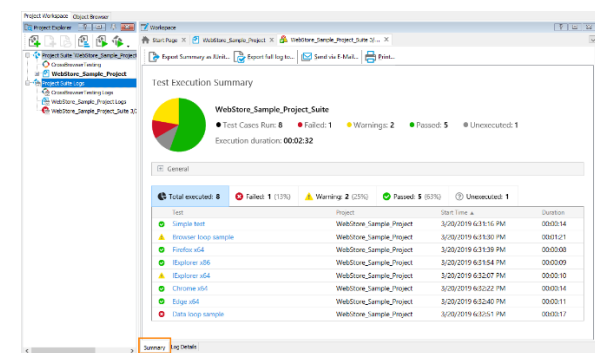 Project Workspace Object Browser
Project Explorer
Workspace
Start Page WebStore_Sample_Project WebStore_Sample_Project_Suite 3/...
Export Summary as JUnit... Export full log to... Send via E-Mail... Print...
Project Suite 'WebStore_Sample_Project
CrossBrowserTesting
WebStore_Sample_Project
Project Suite Logs
CrossBrowserTesting Logs
WebStore_Sample_Project Logs
WebStore_Sample_Project_Suite 3/2
Test Execution Summary
WebStore_Sample_Project_Suite
Test Cases Run: 8 Failed: 1 Warnings: 2 Passed: 5 Unexecuted: 1
Execution duration: 00:02:32
General
Total executed: 8 Failed: 1 (13%) Warning: 2 (25%) Passed: 5 (63%) Unexecuted: 1
Test Project Start Time Duration
Simple test WebStore_Sample_Project 3/20/2019 6:31:16 PM 00:00:14
Browser loop sample WebStore_Sample_Project 3/20/2019 6:31:30 PM 00:01:21
Firefox x64 WebStore_Sample_Project 3/20/2019 6:31:39 PM 00:00:08
IExplorer x86 WebStore_Sample_Project 3/20/2019 6:31:54 PM 00:00:09
IExplorer x64 WebStore_Sample_Project 3/20/2019 6:32:07 PM 00:00:10
Chrome x64 WebStore_Sample_Project 3/20/2019 6:32:22 PM 00:00:14
Edge x64 WebStore_Sample_Project 3/20/2019 6:32:40 PM 00:00:11
Data loop sample WebStore_Sample_Project 3/20/2019 6:32:51 PM 00:00:17
Summary Log Details